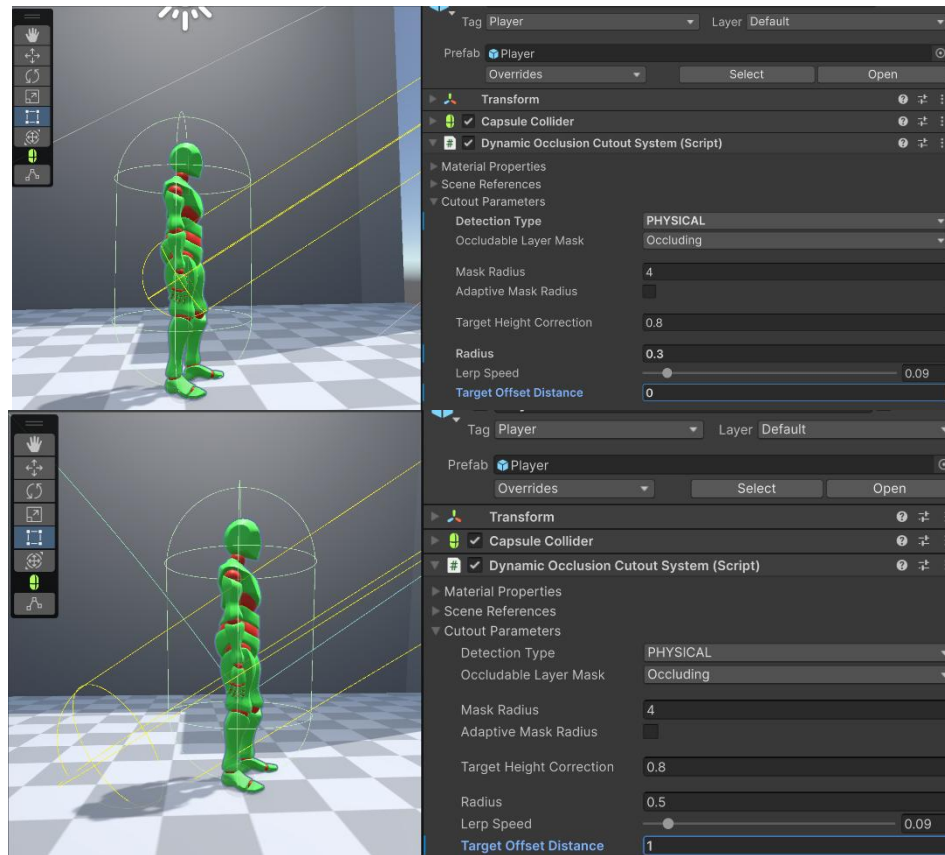 Tag Player Layer Default
Prefab Player
Overrides Select Open
Transform
Capsule Collider
# Dynamic Occlusion Cutout System (Script)
Material Properties
Scene References
Cutout Parameters
Detection Type PHYSICAL
Occludable Layer Mask Occluding
Mask Radius 4
Adaptive Mask Radius
Target Height Correction 0.8
Radius 0.3
Lerp Speed 0.09
Target Offset Distance 0
Tag Player Layer Default
Prefab Player
Overrides Select Open
Transform
Capsule Collider
# Dynamic Occlusion Cutout System (Script)
Material Properties
Scene References
Cutout Parameters
Detection Type PHYSICAL
Occludable Layer Mask Occluding
Mask Radius 4
Adaptive Mask Radius
Target Height Correction 0.8
Radius 0.5
Lerp Speed 0.09
Target Offset Distance 1